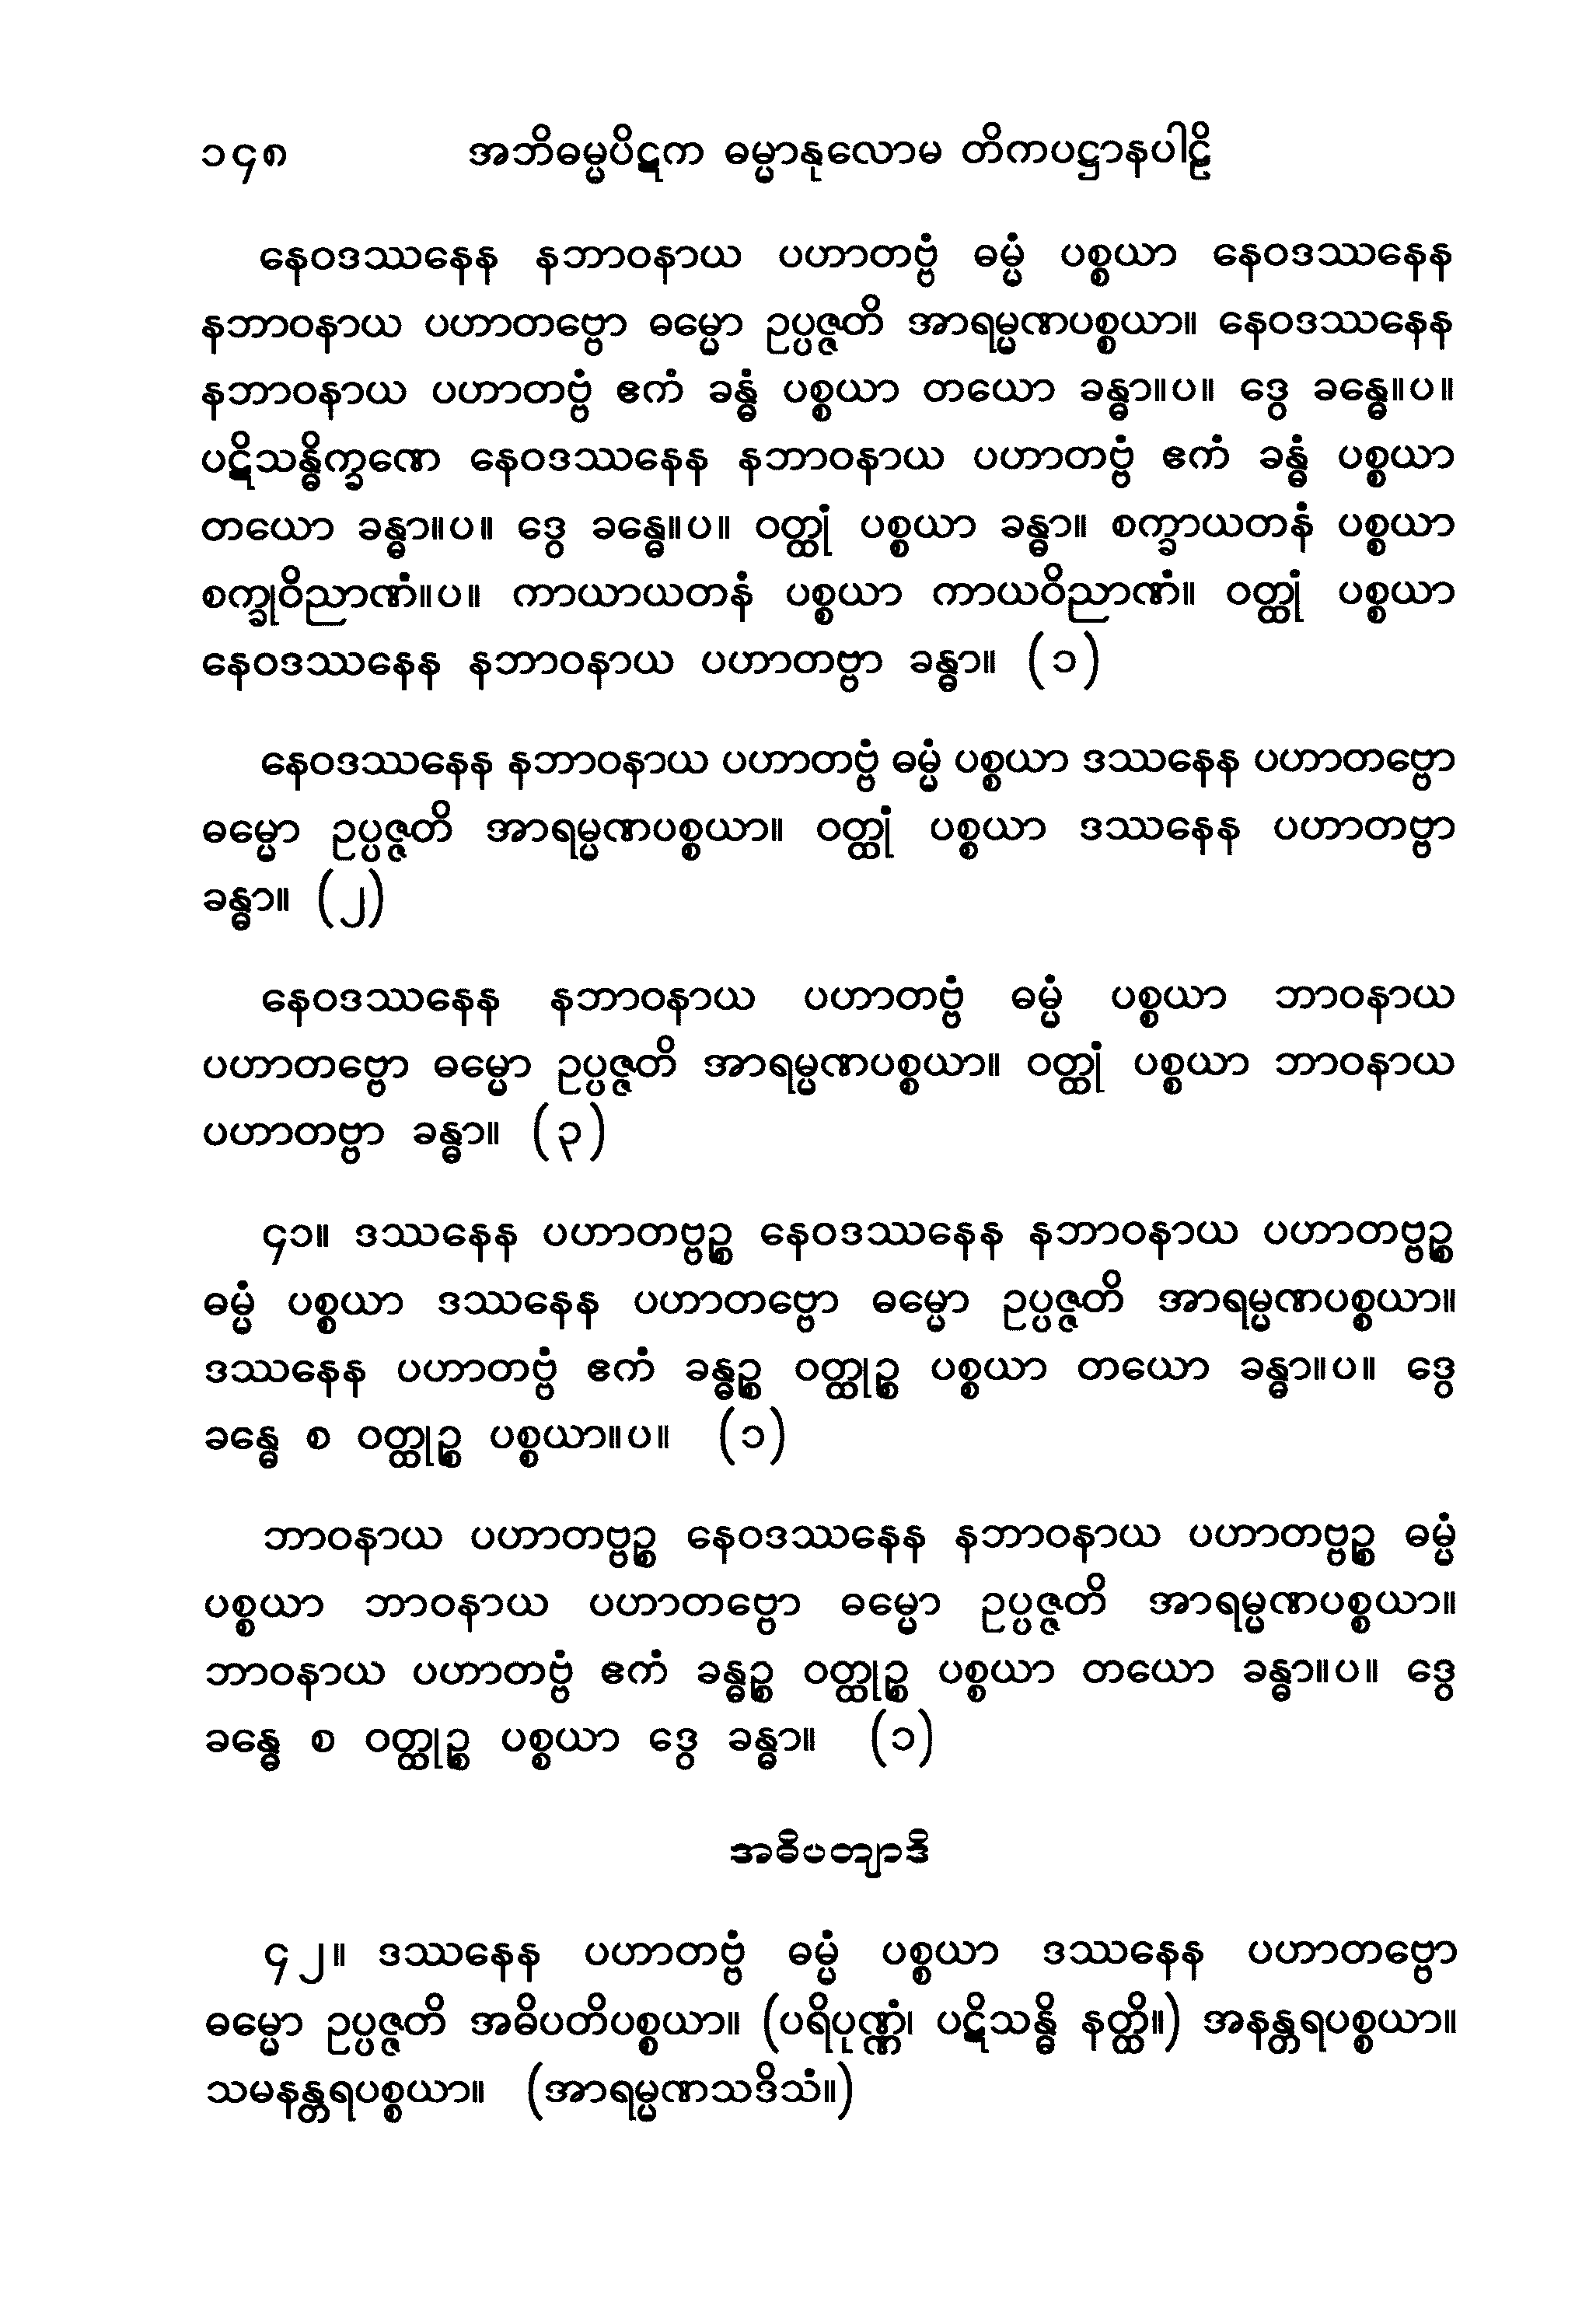 ၁၄၈ အဘိဓမ္မပိဋက ဓမ္မာနုလောမ တိကပဋ္ဌာနပါဠိ
နေဝဒဿနေန နဘာဝနာယ ပဟာတဗ္ဗံ ဓမ္မံ ပစ္စယာ နေဝဒဿနေန
နဘာဝနာယ ပဟာတဗ္ဗော ဓမ္မော ဥပ္ပဇ္ဇတိ အာရမ္မဏပစ္စယာ။ နေဝဒဿနေန
နဘာဝနာယ ပဟာတဗ္ဗံ ဧကံ ခန္ဓံ ပစ္စယာ တယော ခန္ဓာ။ပ။ ဒွေ ခန္ဓေ။ပ။
ပဋိသန္ဓိက္ခဏေ နေဝဒဿနေန နဘာဝနာယ ပဟာတဗ္ဗံ ဧကံ ခန္ဓံ ပစ္စယာ
တယော ခန္ဓာ။ပ။ ဒွေ ခန္ဓေ။ပ။ ဝတ္ထုံ ပစ္စယာ ခန္ဓာ။ စက္ခာယတနံ ပစ္စယာ
စက္ခုဝိညာဏံ။ပ။ ကာယာယတနံ ပစ္စယာ ကာယဝိညာဏံ။ ဝတ္ထုံ ပစ္စယာ
နေဝဒဿနေန နဘာဝနာယ ပဟာတဗ္ဗာ ခန္ဓာ။ (၁)
နေဝဒဿနေန နဘာဝနာယ ပဟာတဗ္ဗံ ဓမ္မံ ပစ္စယာ ဒဿနေန ပဟာတဗ္ဗော
ဓမ္မော ဥပ္ပဇ္ဇတိ အာရမ္မဏပစ္စယာ။ ဝတ္ထုံ ပစ္စယာ ဒဿနေန ပဟာတဗ္ဗာ
ခန္ဓာ။ (၂)
နေဝဒဿနေန နဘာဝနာယ ပဟာတဗ္ဗံ ဓမ္မံ ပစ္စယာ ဘာဝနာယ
ပဟာတဗ္ဗော ဓမ္မော ဥပ္ပဇ္ဇတိ အာရမ္မဏပစ္စယာ။ ဝတ္ထုံ ပစ္စယာ ဘာဝနာယ
ပဟာတဗ္ဗာ ခန္ဓာ။ (၃)
၄၁။ ဒဿနေန ပဟာတဗ္ဗဉ္စ နေဝဒဿနေန နဘာဝနာယ ပဟာတဗ္ဗဉ္စ
ဓမ္မံ ပစ္စယာ ဒဿနေန ပဟာတဗ္ဗော ဓမ္မော ဥပ္ပဇ္ဇတိ အာရမ္မဏပစ္စယာ။
ဒဿနေန ပဟာတဗ္ဗံ ဧကံ ခန္ဓဉ္စ ဝတ္ထုဉ္စ ပစ္စယာ တယော ခန္ဓာ။ပ။ ဒွေ
ခန္ဓေ စ ဝတ္ထုဉ္စ ပစ္စယာ။ပ။ (၁)
ဘာဝနာယ ပဟာတဗ္ဗဉ္စ နေဝဒဿနေန နဘာဝနာယ ပဟာတဗ္ဗဉ္စ ဓမ္မံ
ပစ္စယာ ဘာဝနာယ ပဟာတဗ္ဗော ဓမ္မော ဥပ္ပဇ္ဇတိ အာရမ္မဏပစ္စယာ။
ဘာဝနာယ ပဟာတဗ္ဗံ ဧကံ ခန္ဓဉ္စ ဝတ္ထုဉ္စ ပစ္စယာ တယော ခန္ဓာ။ပ။ ဒွေ
ခန္ဓေ စ ဝတ္ထုဉ္စ ပစ္စယာ ဒွေ ခန္ဓာ။ (၁)
အဓိပတျာဒိ
၄၂။ ဒဿနေန ပဟာတဗ္ဗံ ဓမ္မံ ပစ္စယာ ဒဿနေန ပဟာတဗ္ဗော
ဓမ္မော ဥပ္ပဇ္ဇတိ အဓိပတိပစ္စယာ။ (ပရိပုဏ္ဏံ၊ ပဋိသန္ဓိ နတ္ထိ။) အနန္တရပစ္စယာ။
သမနန္တရပစ္စယာ။ (အာရမ္မဏသဒိသံ။)